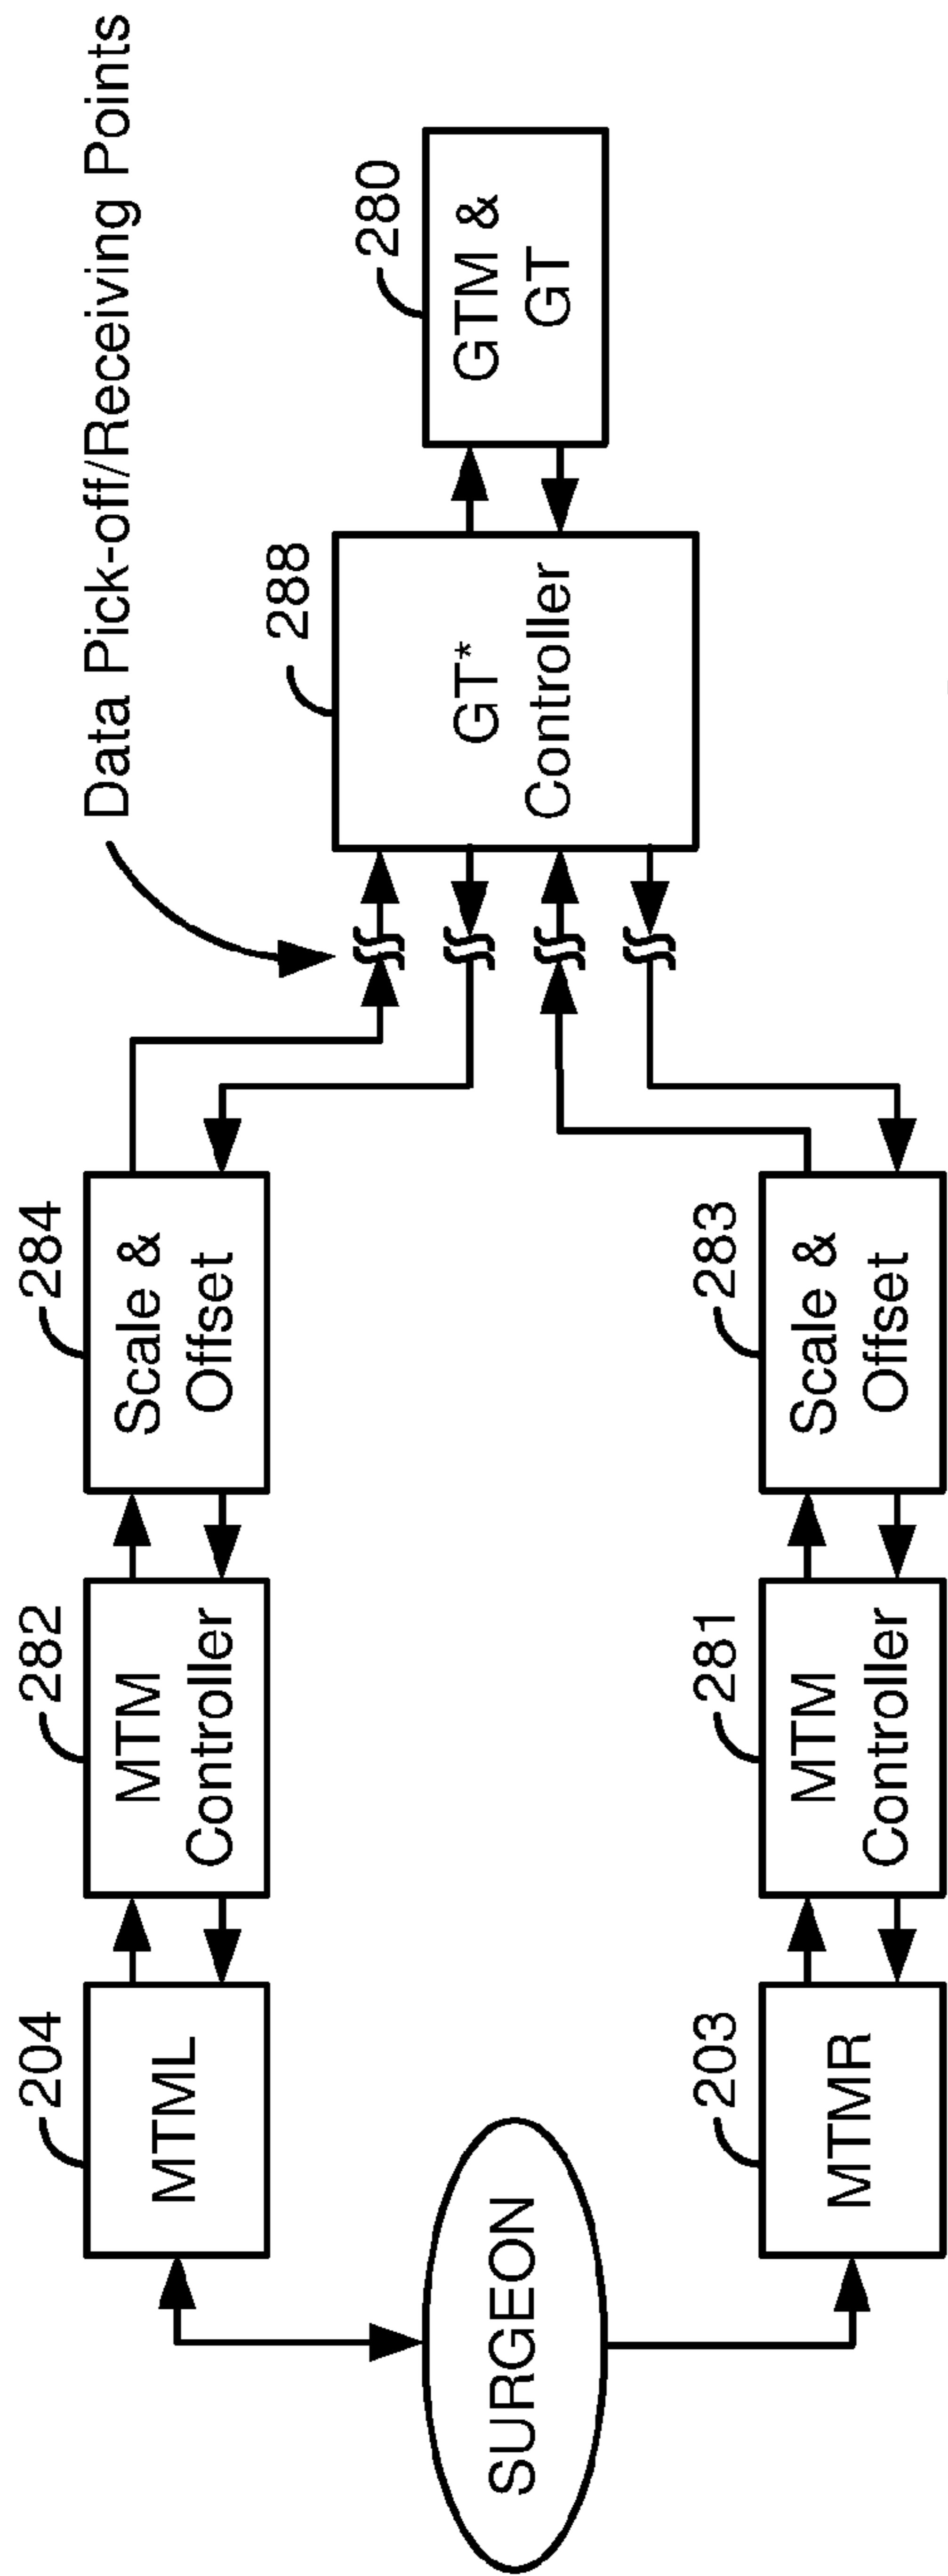 Data Pick-off/Receiving Points
204
MTML
282
MTM
Controller
284
Scale &
Offset
288
GT*
Controller
280
GTM &
GT
SURGEON
203
MTMR
281
MTM
Controller
283
Scale &
Offset